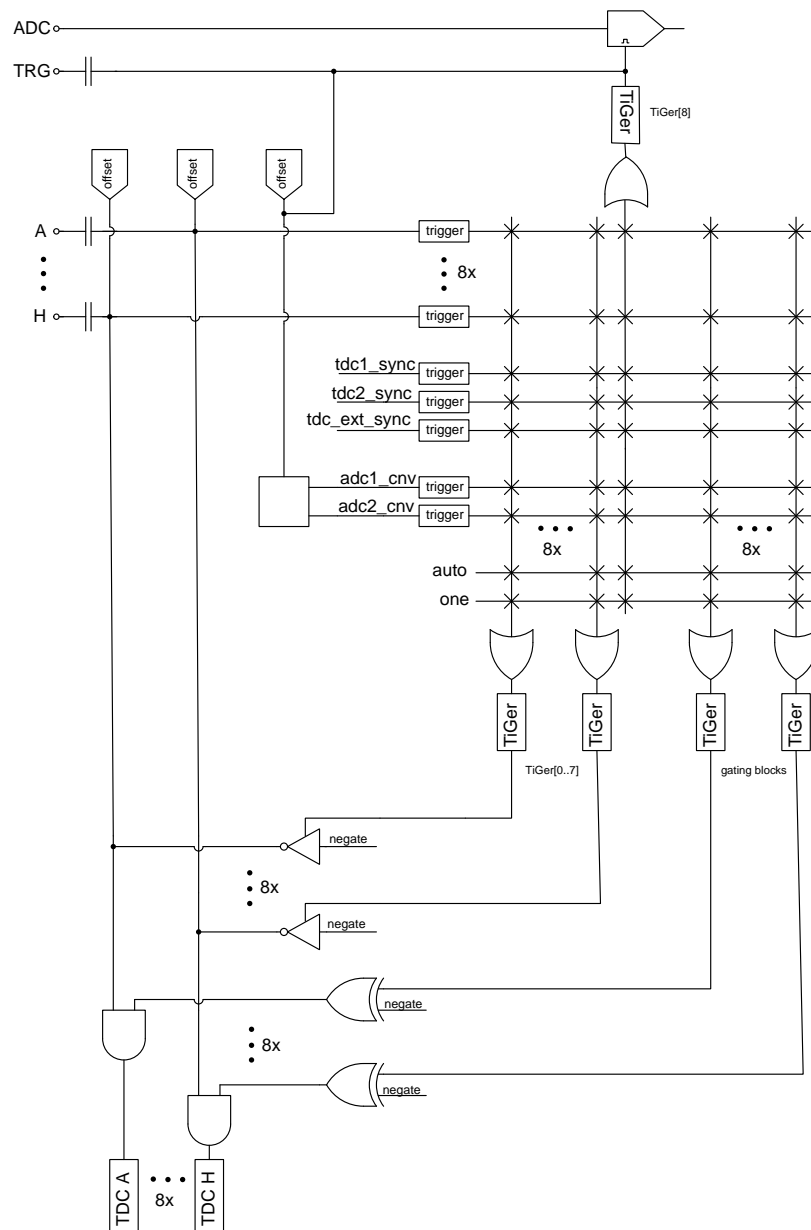 ADC
TRG
TiGer
TiGer[8]
offset
offset
offset
A
trigger
8x
H
trigger
tdc1_sync
trigger
tdc2_sync
trigger
tdc_ext_sync
trigger
adc1_cnv
trigger
adc2_cnv
trigger
8x
8x
auto
one
TiGer
TiGer
TiGer
TiGer
TiGer[0..7]
gating blocks
negate
8x
negate
negate
8x
negate
TDC A
8x
TDC H